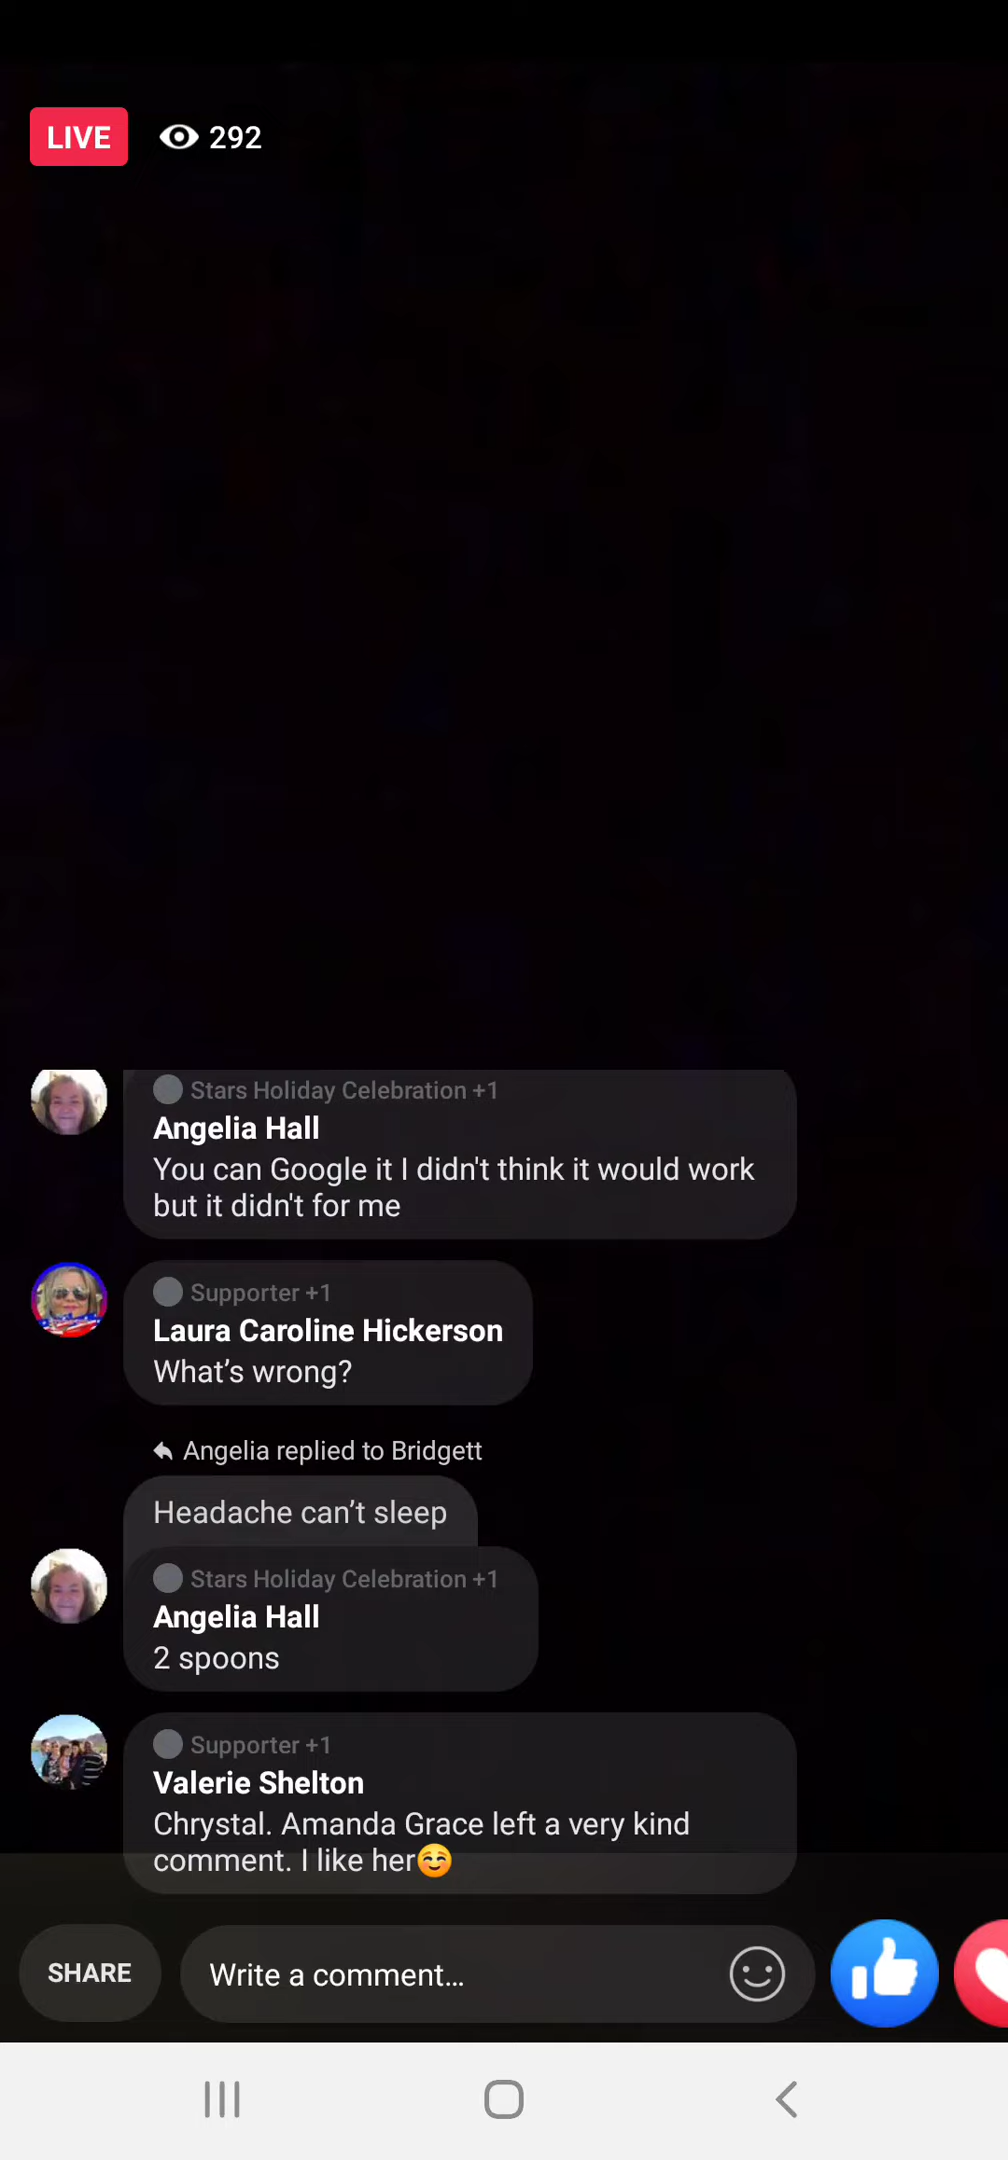 LIVE 292
Stars Holiday Celebration +1
Angelia Hall
You can Google it I didn't think it would work
but it didn't for me
Supporter +1
Laura Caroline Hickerson
What’s wrong?
Angelia replied to Bridgett
Headache can’t sleep
Stars Holiday Celebration +1
Angelia Hall
2 spoons
Supporter +1
Valerie Shelton
Chrystal. Amanda Grace left a very kind
comment. I like her☺️
SHARE Write a comment...